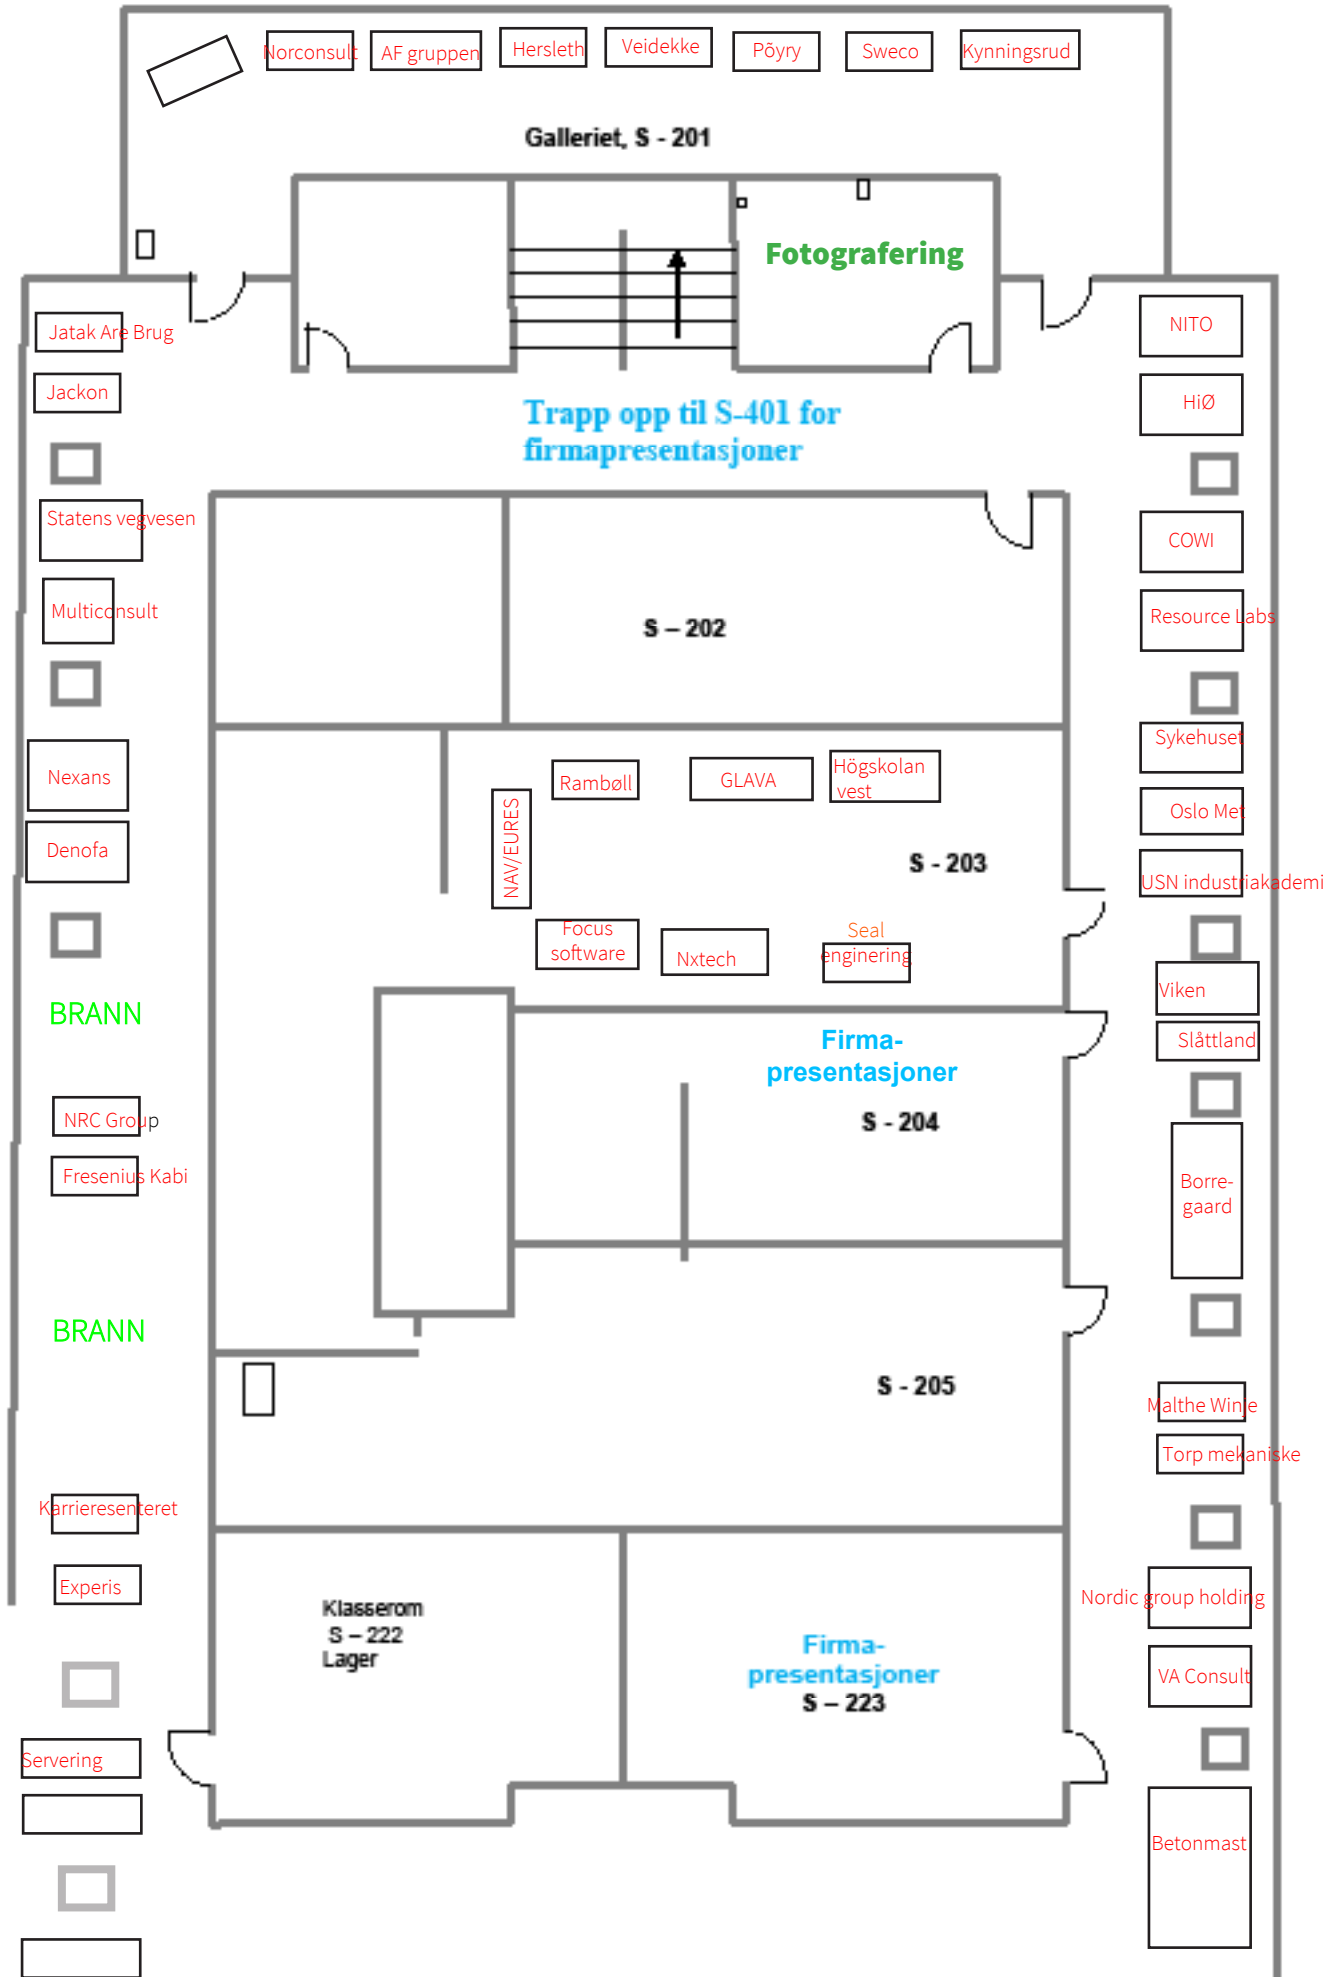 Norconsult
AF gruppen
Hersleth
Veidekke
Põyry
Sweco
Kynningsrud
Galleriet, S - 201
Fotografering
Jatak Are Brug
NITO
Jackon
HiØ
Trapp opp til S-401 for
firmapresentasjoner
Statens vegvesen
COWI
Multiconsult
Resource Labs
S – 202
Sykehuset
Nexans
Rambøll
GLAVA
Högskolan
vest
Oslo Met
NAV/EURES
Denofa
S - 203
USN industriakademi
Focus
software
Nxtech
Seal
enginering
Viken
BRANN
Slåttland
Firma-
presentasjoner
S - 204
NRC Group
Fresenius Kabi
Borre-
gaard
BRANN
S - 205
Malthe Winje
Torp mekaniske
Karrieresenteret
Experis
Nordic group holding
Klasserom
S – 222
Lager
Firma-
presentasjoner
S – 223
VA Consult
Servering
Betonmast